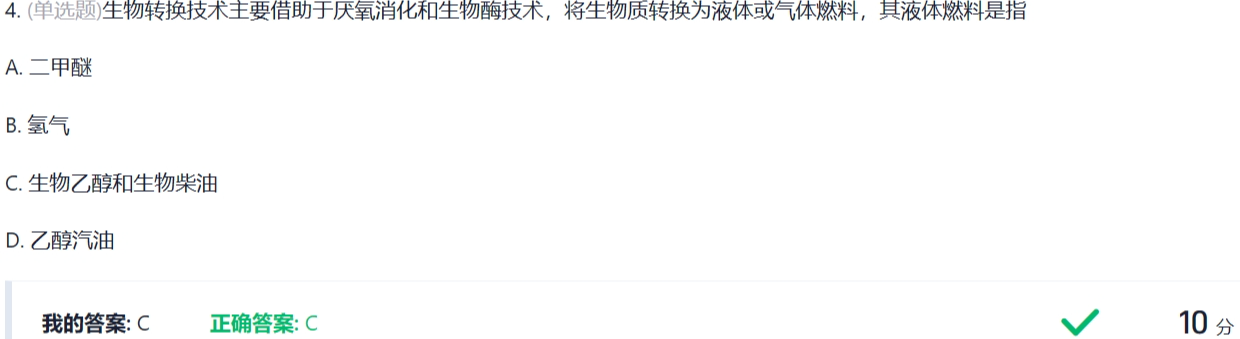 4. (单选题)生物转换技术主要借助于厌氧消化和生物酶技术，将生物质转换为液体或气体燃料，其液体燃料是指
A. 二甲醚
B. 氢气
C. 生物乙醇和生物柴油
D. 乙醇汽油
我的答案: C 正确答案: C 10 分